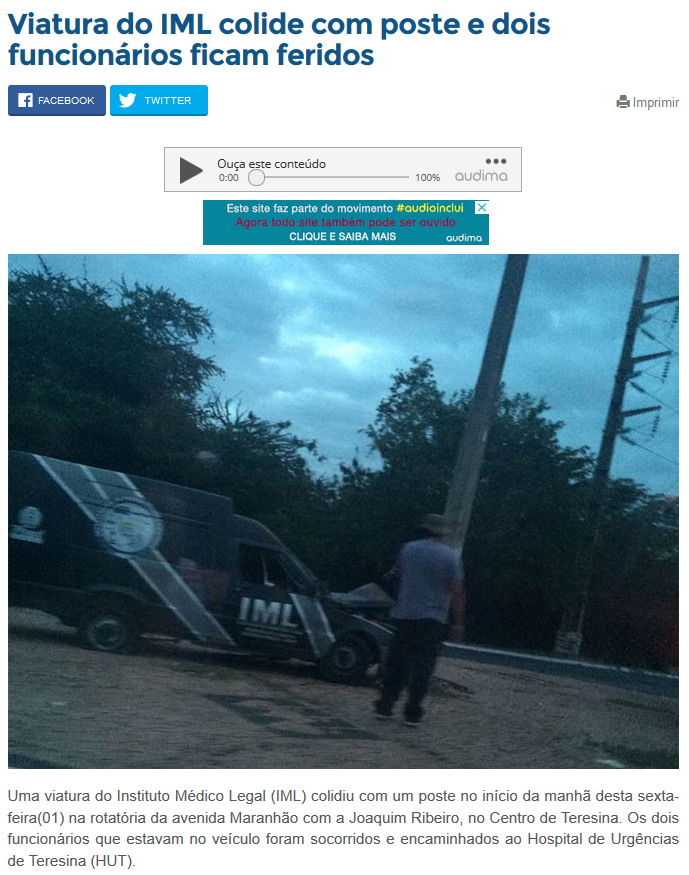 Viatura do IML colide com poste e dois
funcionários ficam feridos
FACEBOOK
TWITTER
Imprimir
Ouça este conteúdo
0:00
100%
audima
Este site faz parte do movimento #audioinclui
Agora todo site também pode ser ouvido
CLIQUE E SAIBA MAIS
audima
IML
Uma viatura do Instituto Médico Legal (IML) colidiu com um poste no início da manhã desta sexta-
feira(01) na rotatória da avenida Maranhão com a Joaquim Ribeiro, no Centro de Teresina. Os dois
funcionários que estavam no veículo foram socorridos e encaminhados ao Hospital de Urgências
de Teresina (HUT).